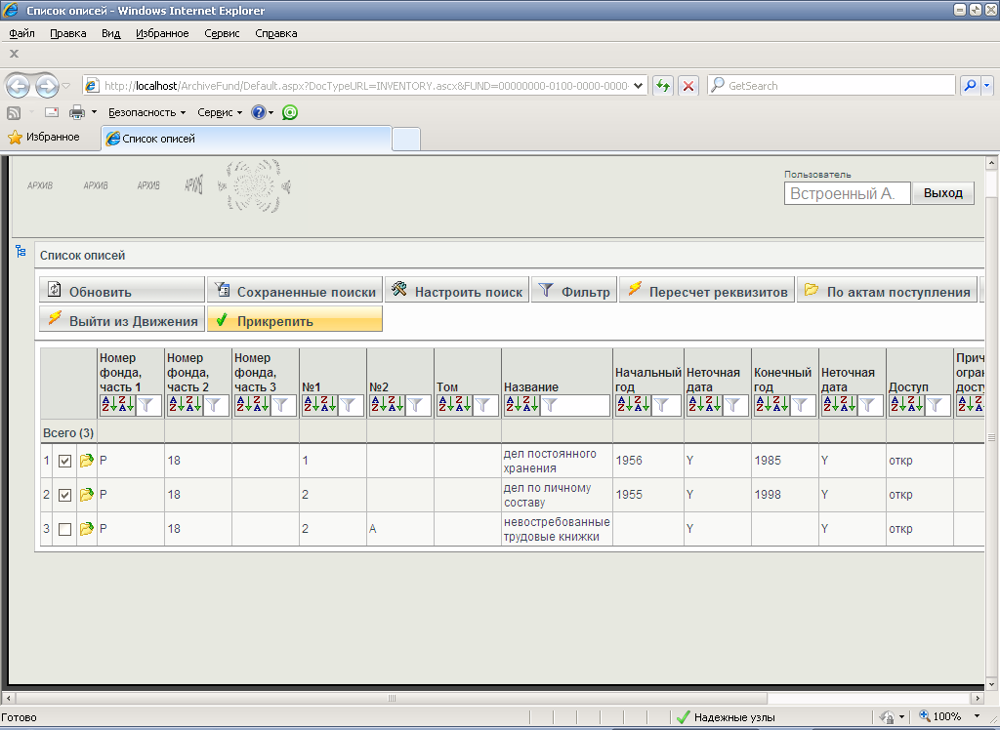 Список описей - Windows Internet Explorer
Файл Правка Вид Избранное Сервис Справка
http://localhost/ArchiveFund/Default.aspx?DocTypeURL=INVENTORY.ascx&FUND=00000000-0100-0000-0000-
GetSearch
Безопасность Сервис
Избранное Список описей
АРХИВ АРХИВ АРХИВ АРХИВ
Пользователь
Встроенный А. Выход
Список описей
Обновить Сохраненные поиски Настроить поиск Фильтр Пересчет реквизитов По актам поступления
Выйти из Движения Прикрепить
Номер фонда, часть 1 Номер фонда, часть 2 Номер фонда, часть 3 №1 №2 Том Название Начальный год Неточная дата Конечный год Неточная дата Доступ Прич огран досту
Всего (3)
1 Р 18 1 дел постоянного хранения 1956 Y 1985 Y откр
2 Р 18 2 дел по личному составу 1955 Y 1998 Y откр
3 Р 18 2 А невостребованные трудовые книжки Y Y откр
Готово Надежные узлы 100%